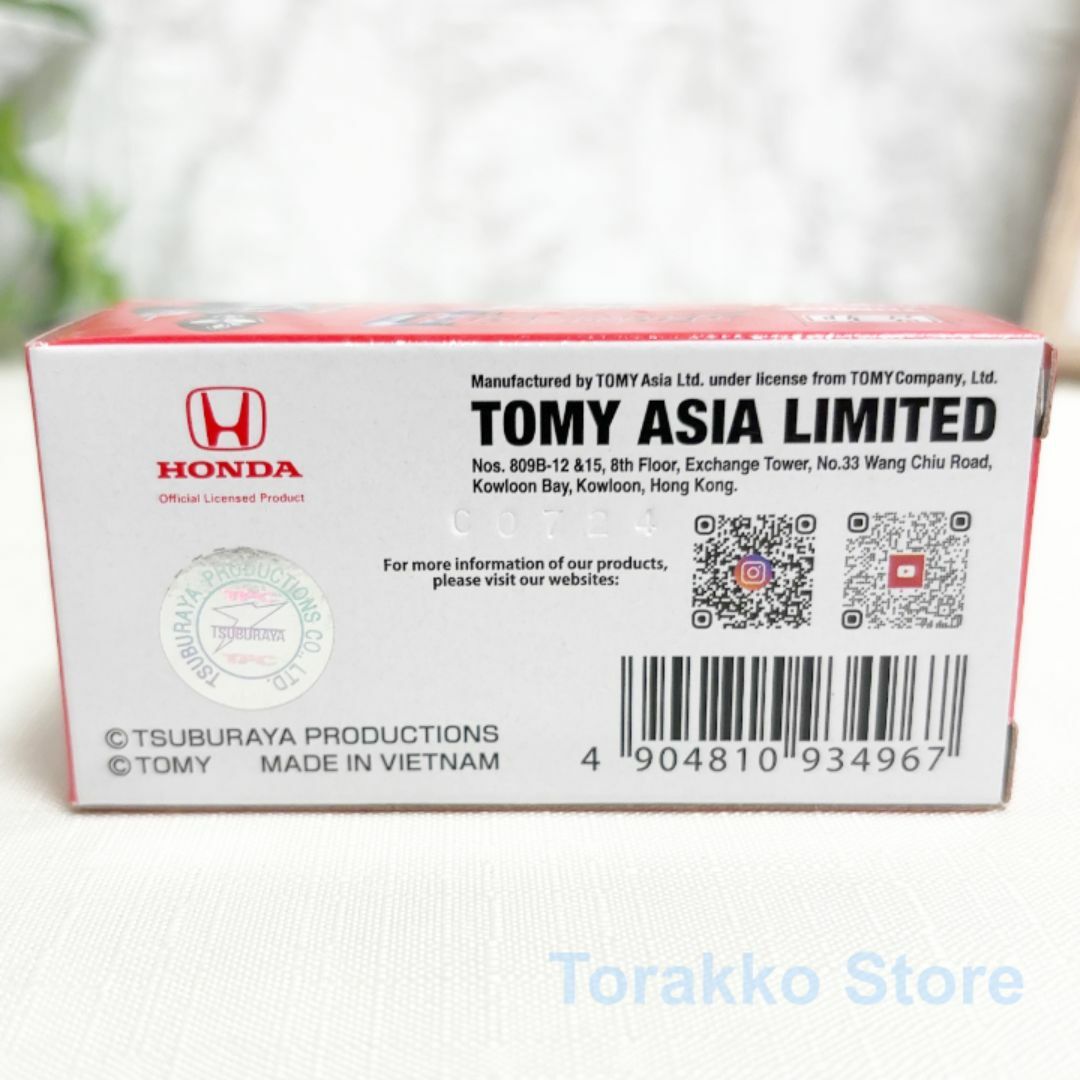 HONDA
Official Licensed Product
Manufactured by TOMY Asia Ltd. under license from TOMY Company, Ltd.
TOMY ASIA LIMITED
Nos. 809B-12 &15, 8th Floor, Exchange Tower, No.33 Wang Chiu Road,
Kowloon Bay, Kowloon, Hong Kong.
C0724
For more information of our products,
please visit our websites:
TSUBURAYA PRODUCTIONS CO., LTD.
TPC
TSUBURAYA
TPC
©TSUBURAYA PRODUCTIONS
©TOMY MADE IN VIETNAM
4 904810 934967
Torakko Store